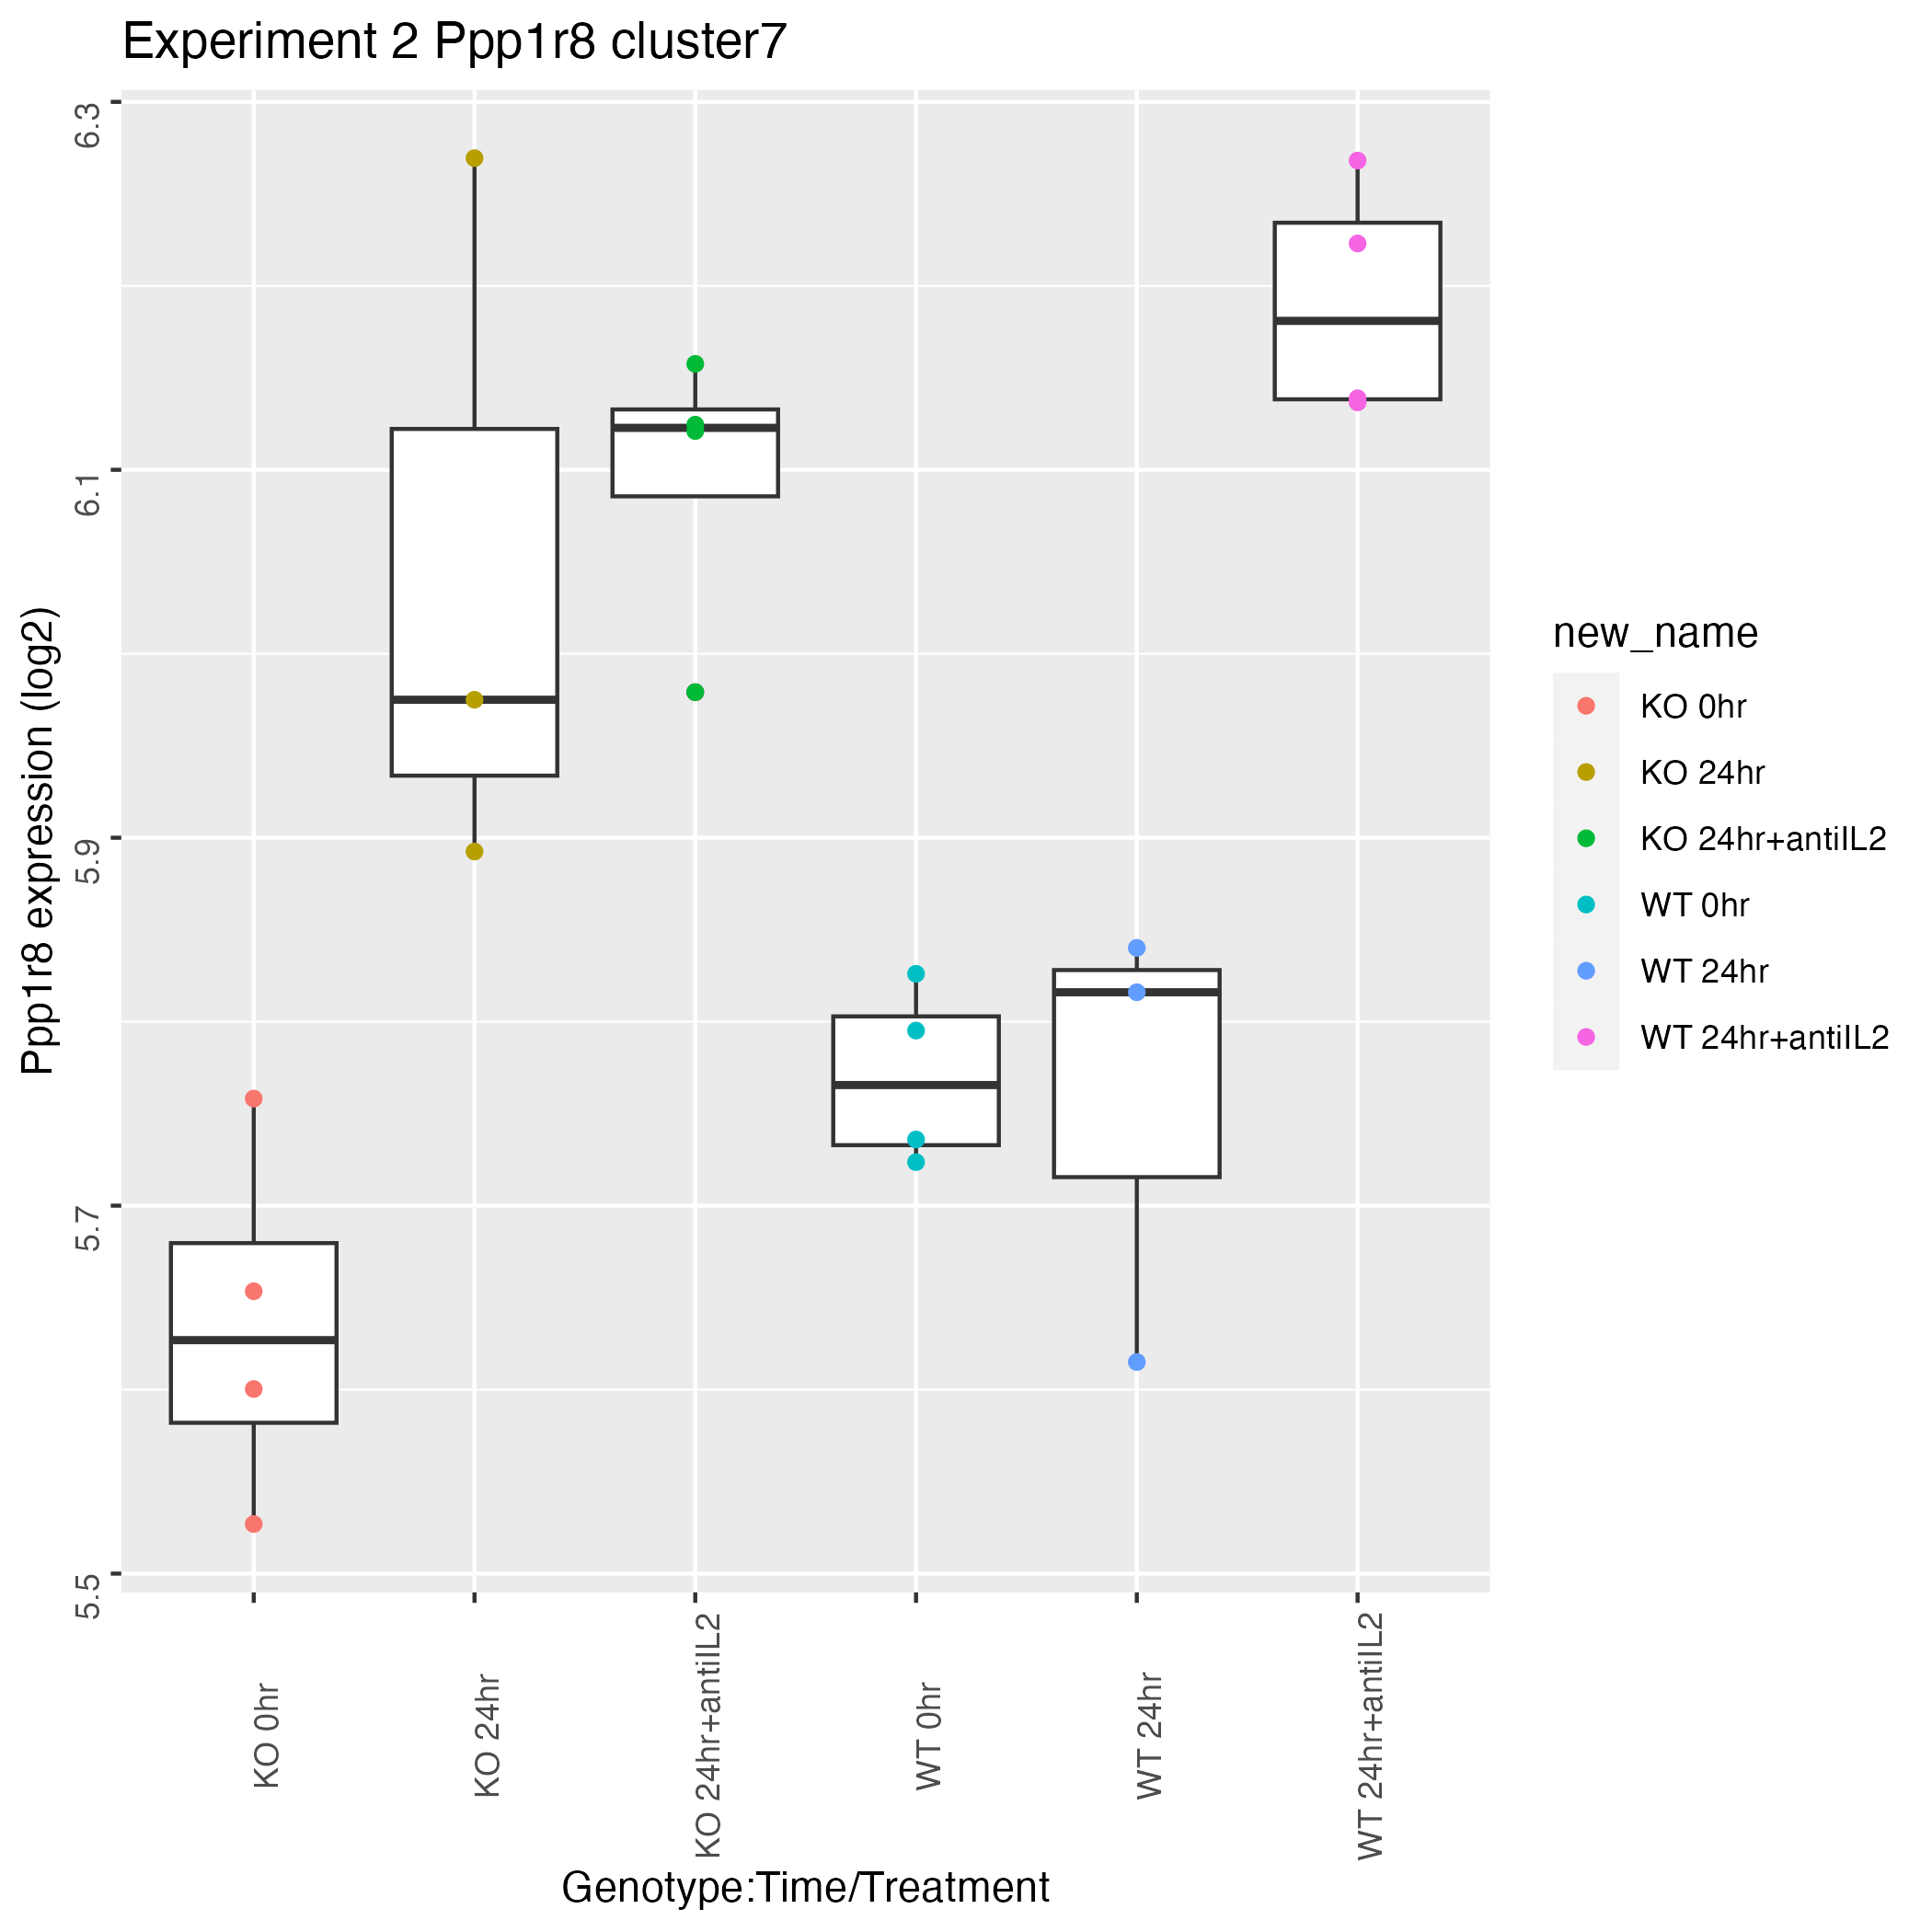 Experiment 2 Ppp1r8 cluster7
Ppp1r8 expression (log2)
6.3
6.1
5.9
5.7
5.5
KO 0hr
KO 24hr
KO 24hr+antiIL2
WT 0hr
WT 24hr
WT 24hr+antiIL2
Genotype:Time/Treatment
new_name
KO 0hr
KO 24hr
KO 24hr+antiIL2
WT 0hr
WT 24hr
WT 24hr+antiIL2